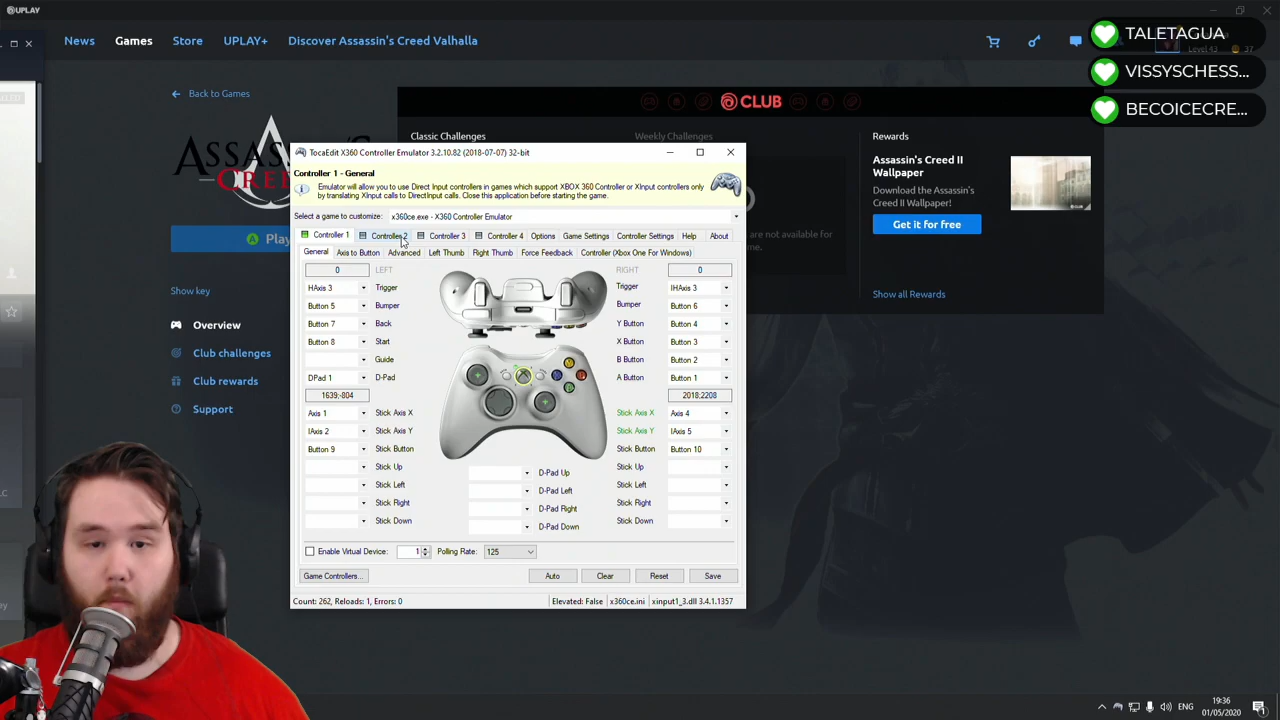 UPLAY
News Games Store UPLAY+ Discover Assassin's Creed Valhalla
TALETAGUA
Level 43 37
VISSYSCHESS...
BECOICECRE...
Back to Games
CLUB
Classic Challenges Weekly Challenges Rewards
Assassin's Creed II
Wallpaper!
Download the Assassin's
Creed II Wallpaper!
Get it for free
Show all Rewards
are not available for
me.
Play
Show key
Overview
Club challenges
Club rewards
Support
TocaEdit X360 Controller Emulator 3.2.10.82 (2018-07-07) 32-bit
Controller 1 - General
Emulator will allow you to use Direct Input controllers in games which support XBOX 360 Controller or XInput controllers only
by translating XInput calls to DirectInput calls. Close this application before starting the game.
Select a game to customize: x360ce.exe - X360 Controller Emulator
Controller 1 Controller 2 Controller 3 Controller 4 Options Game Settings Controller Settings Help About
General Axis to Button Advanced Left Thumb Right Thumb Force Feedback Controller (Xbox One For Windows)
0 LEFT RIGHT 0
HAxis 3 Trigger Trigger IHAxis 3
Button 5 Bumper Bumper Button 6
Button 7 Back Y Button Button 4
Button 8 Start X Button Button 3
Guide B Button Button 2
DPad 1 D-Pad A Button Button 1
1639;-804 2018;2208
Axis 1 Stick Axis X Stick Axis X Axis 4
IAxis 2 Stick Axis Y Stick Axis Y IAxis 5
Button 9 Stick Button Stick Button Button 10
Stick Up D-Pad Up Stick Up
Stick Left D-Pad Left Stick Left
Stick Right D-Pad Right Stick Right
Stick Down D-Pad Down Stick Down
Enable Virtual Device: 1 Polling Rate: 125
Game Controllers... Auto Clear Reset Save
Count: 262, Reloads: 1, Errors: 0 Elevated: False x360ce.ini xinput1_3.dll 3.4.1.1357
ENG 19:36
01/05/2020